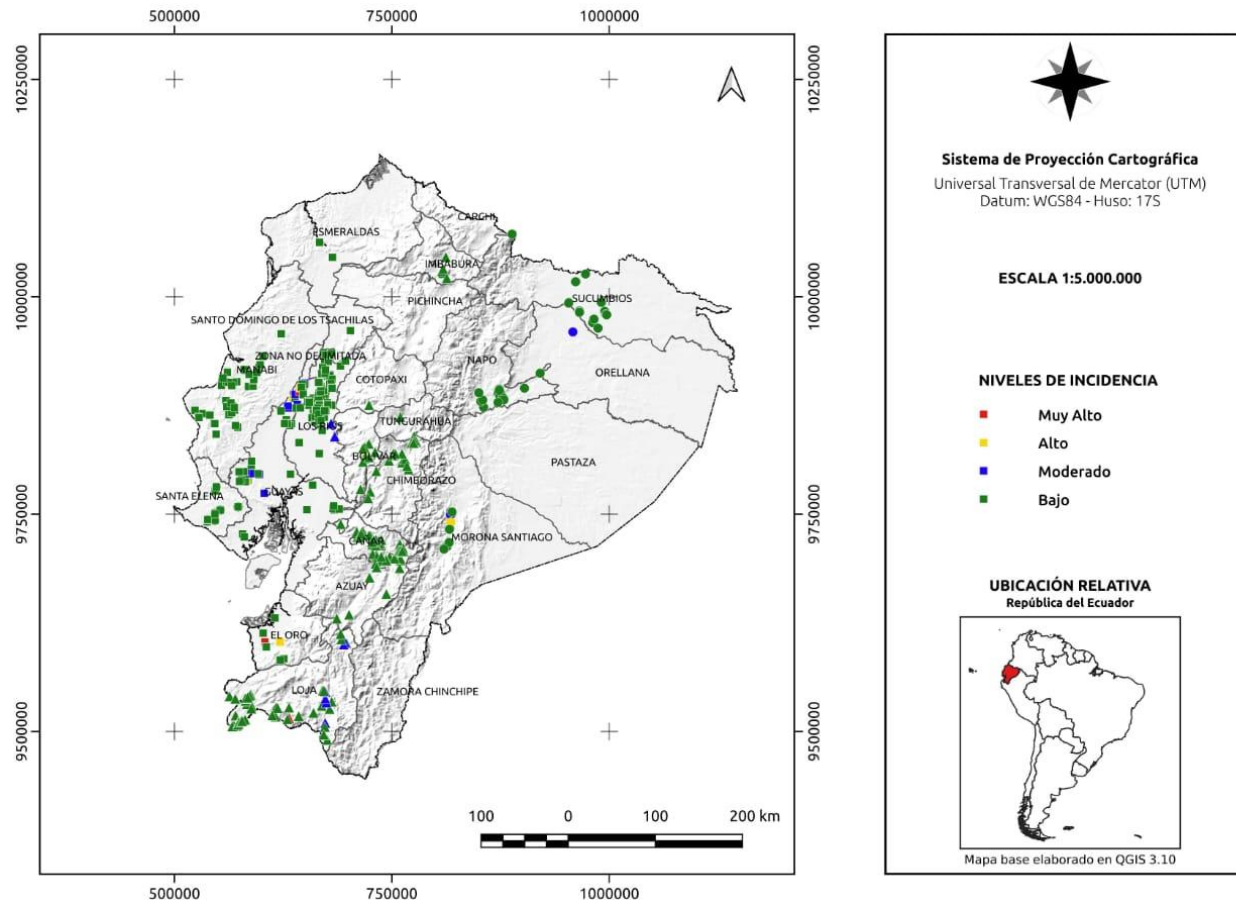 500000
750000
1000000
10250000
10250000
CARCHI
ESMERALDAS
IMBABURA
10000000
10000000
PICHINCHA
SUCUMBIOS
SANTO DOMINGO DE LOS TSACHILAS
ZONA NO DELIMITADA
MANABI
COTOPAXI
NAPO
ORELLANA
LOS RIOS
TUNGURAHUA
BOLIVAR
PASTAZA
CHIMBORAZO
SANTA ELENA
GUAYAS
9750000
9750000
MORONA SANTIAGO
CAÑAR
AZUAY
EL ORO
LOJA
ZAMORA CHINCHIPE
9500000
9500000
100 0 100 200 km
500000
750000
1000000
Sistema de Proyección Cartográfica
Universal Transversal de Mercator (UTM)
Datum: WGS84 - Huso: 17S
ESCALA 1:5.000.000
NIVELES DE INCIDENCIA
Muy Alto
Alto
Moderado
Bajo
UBICACIÓN RELATIVA
República del Ecuador
Mapa base elaborado en QGIS 3.10